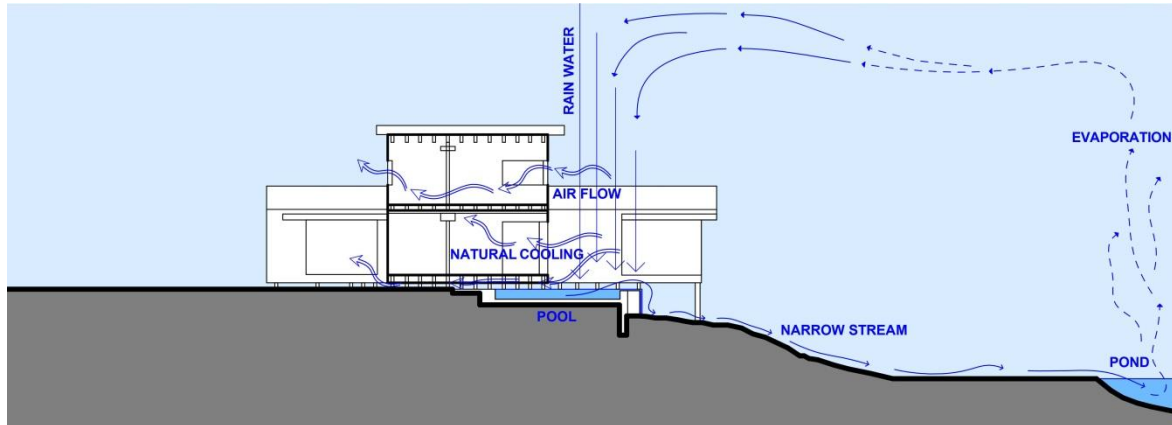 RAIN WATER
EVAPORATION
AIR FLOW
NATURAL COOLING
POOL
NARROW STREAM
POND